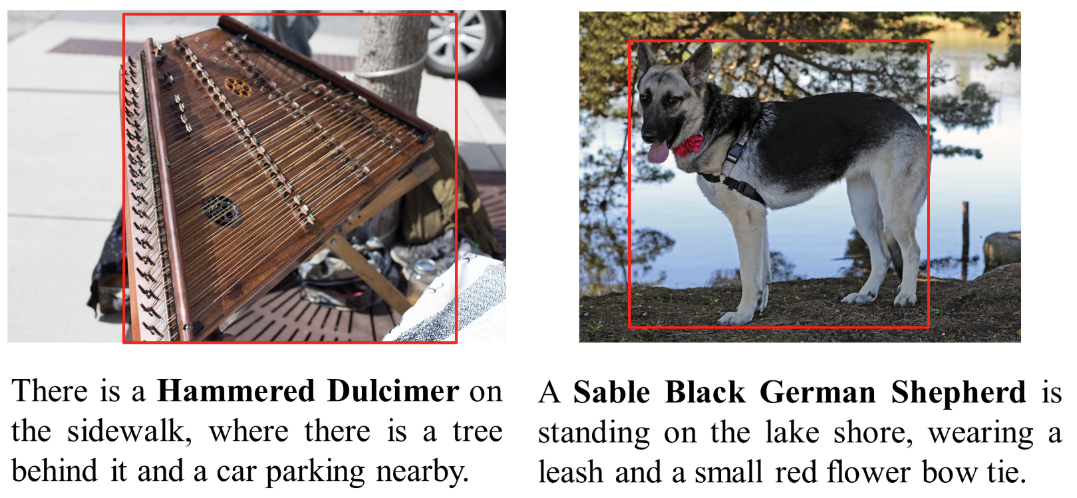 There is a Hammered Dulcimer on
the sidewalk, where there is a tree
behind it and a car parking nearby.
A Sable Black German Shepherd is
standing on the lake shore, wearing a
leash and a small red flower bow tie.